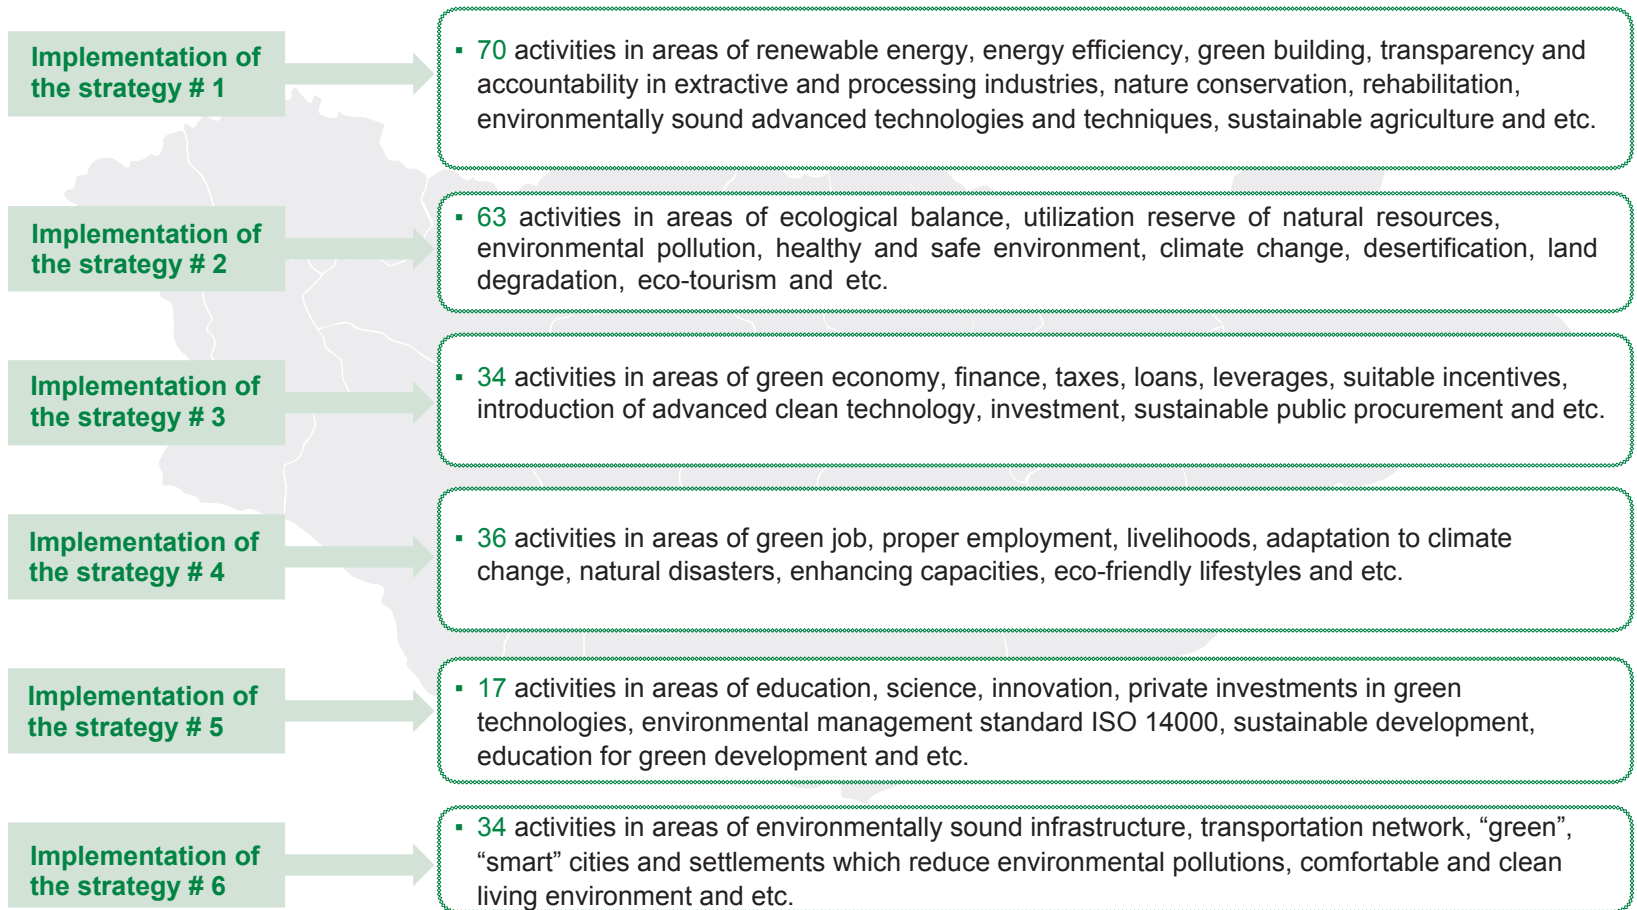 Implementation of
the strategy # 1
▪ 70 activities in areas of renewable energy, energy efficiency, green building, transparency and
accountability in extractive and processing industries, nature conservation, rehabilitation,
environmentally sound advanced technologies and techniques, sustainable agriculture and etc.
Implementation of
the strategy # 2
▪ 63 activities in areas of ecological balance, utilization reserve of natural resources,
environmental pollution, healthy and safe environment, climate change, desertification, land
degradation, eco-tourism and etc.
Implementation of
the strategy # 3
▪ 34 activities in areas of green economy, finance, taxes, loans, leverages, suitable incentives,
introduction of advanced clean technology, investment, sustainable public procurement and etc.
Implementation of
the strategy # 4
▪ 36 activities in areas of green job, proper employment, livelihoods, adaptation to climate
change, natural disasters, enhancing capacities, eco-friendly lifestyles and etc.
Implementation of
the strategy # 5
▪ 17 activities in areas of education, science, innovation, private investments in green
technologies, environmental management standard ISO 14000, sustainable development,
education for green development and etc.
Implementation of
the strategy # 6
▪ 34 activities in areas of environmentally sound infrastructure, transportation network, “green”,
“smart” cities and settlements which reduce environmental pollutions, comfortable and clean
living environment and etc.